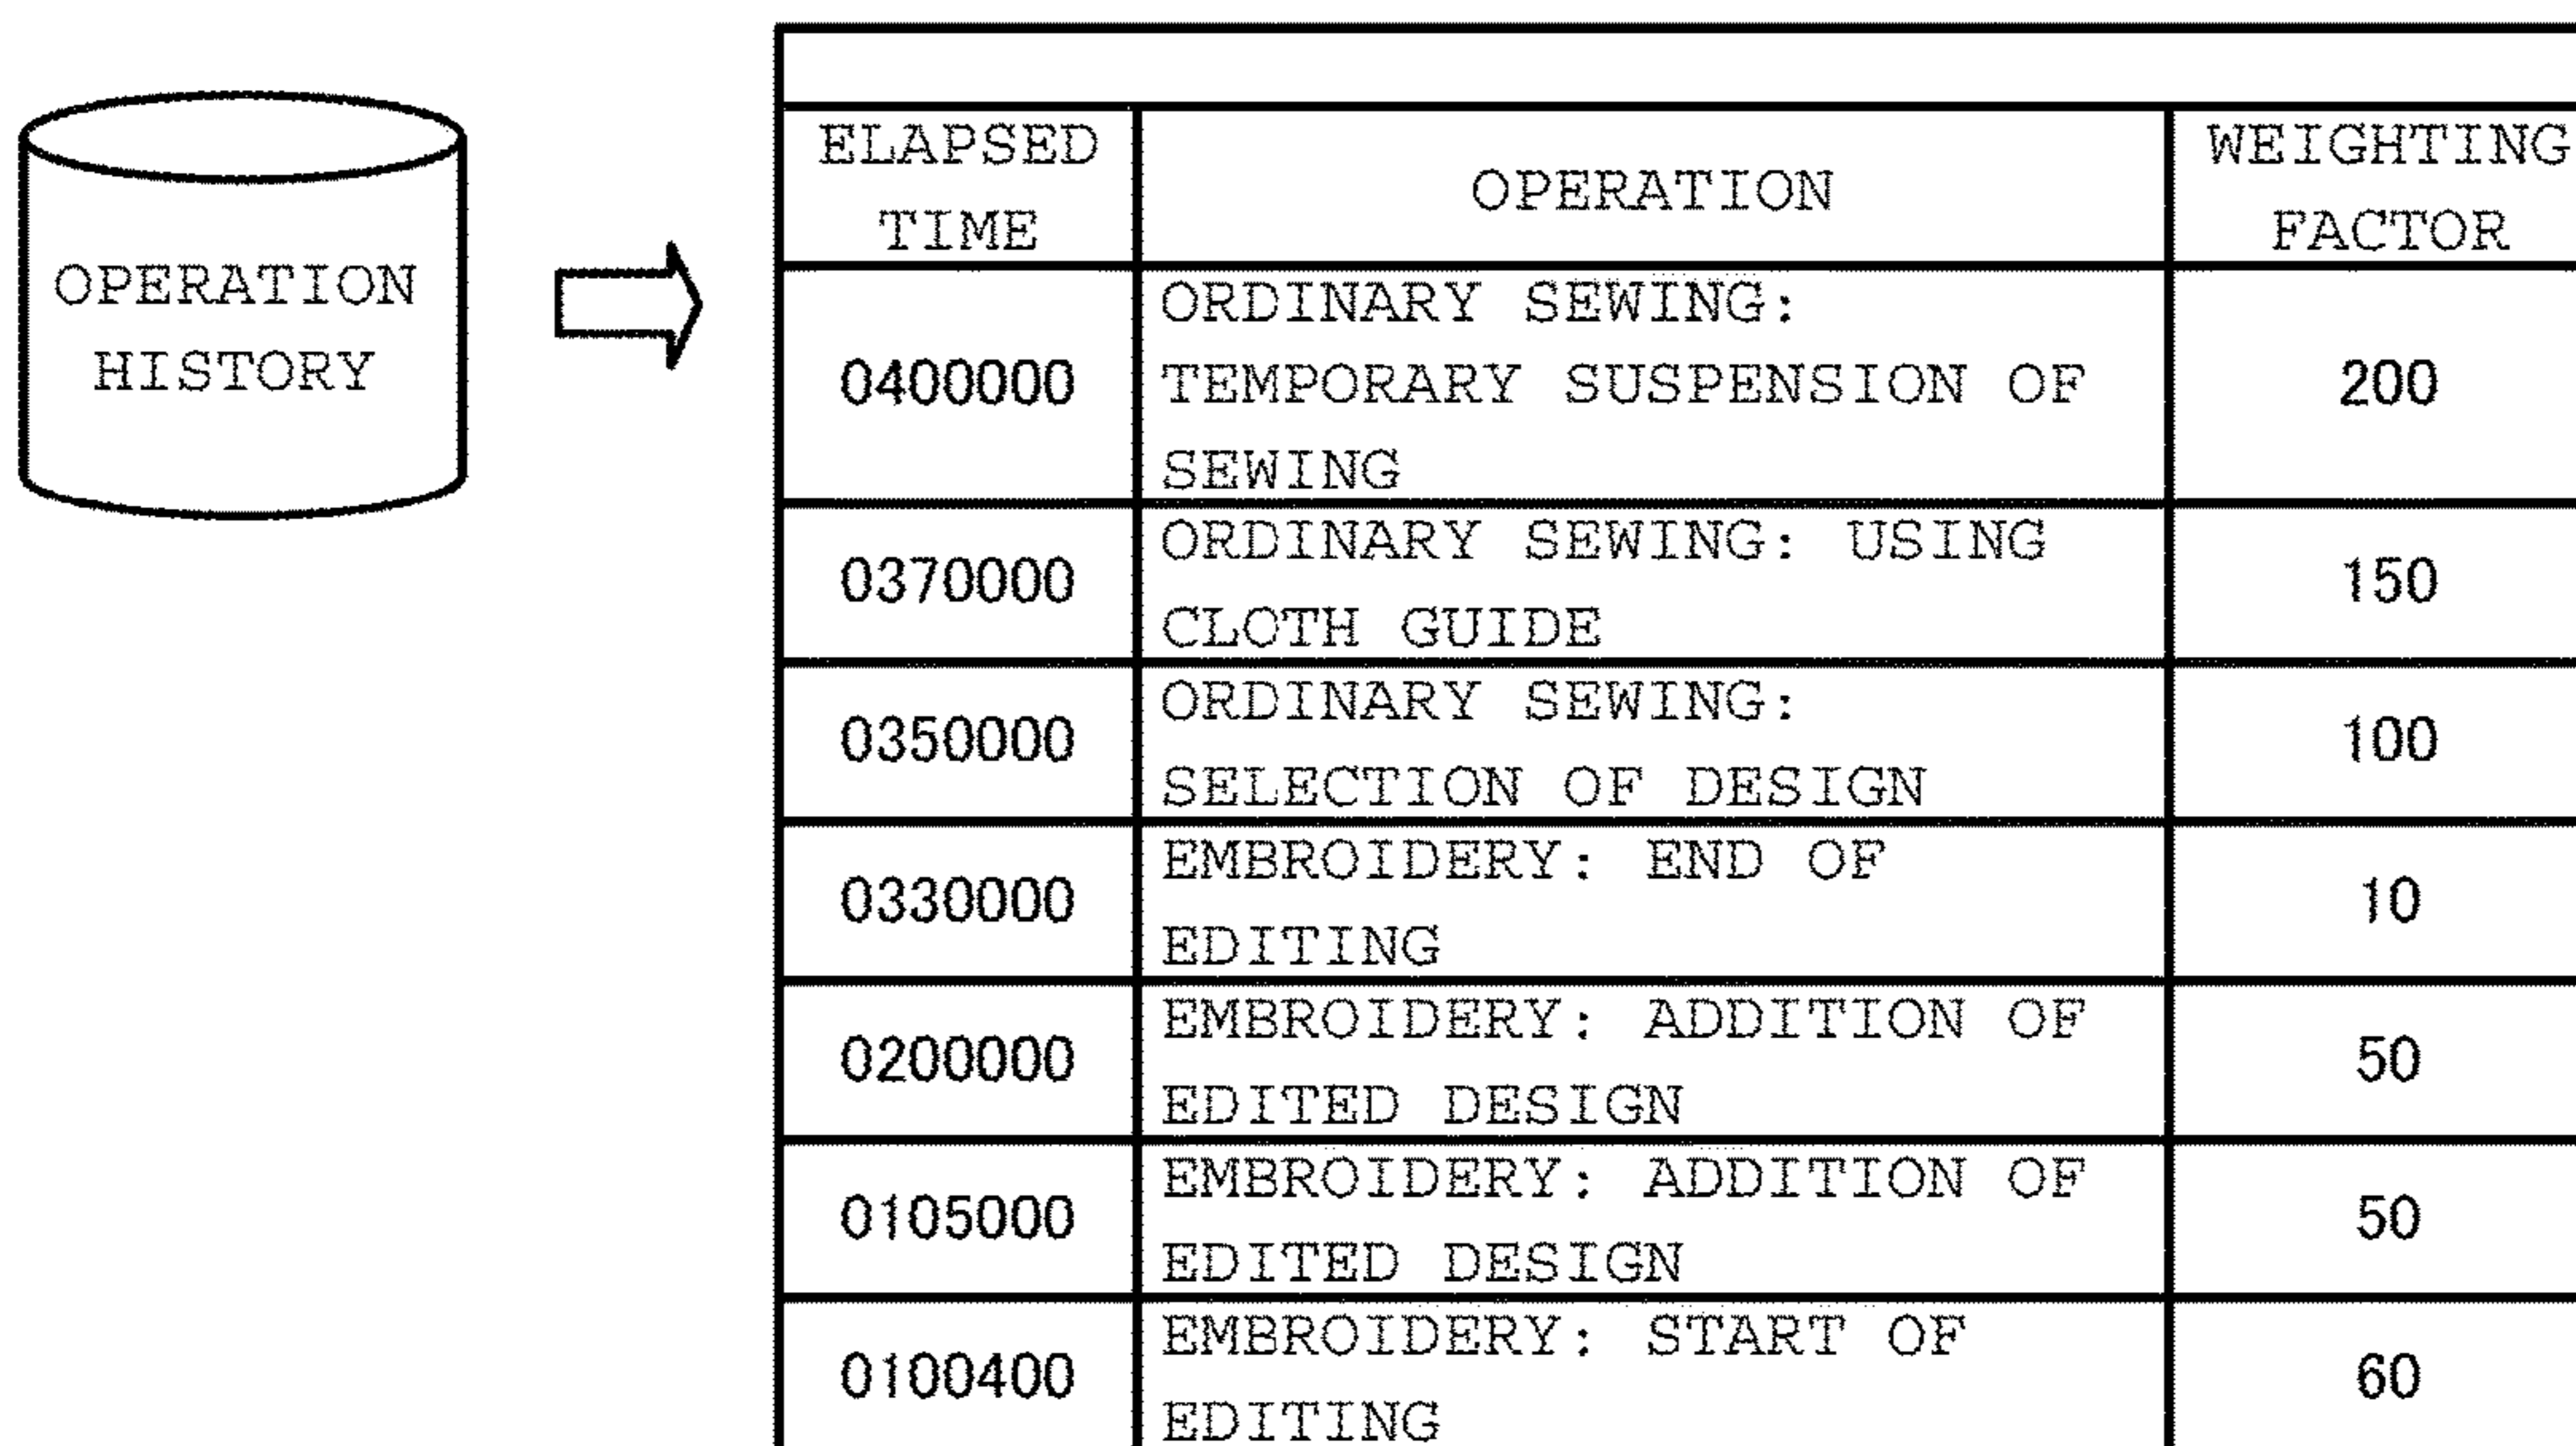 OPERATION
HISTORY
ELAPSED
TIME
OPERATION
WEIGHTING
FACTOR
0400000
ORDINARY SEWING:
TEMPORARY SUSPENSION OF
SEWING
200
0370000
ORDINARY SEWING: USING
CLOTH GUIDE
150
0350000
ORDINARY SEWING:
SELECTION OF DESIGN
100
0330000
EMBROIDERY: END OF
EDITING
10
0200000
EMBROIDERY: ADDITION OF
EDITED DESIGN
50
0105000
EMBROIDERY: ADDITION OF
EDITED DESIGN
50
0100400
EMBROIDERY: START OF
EDITING
60